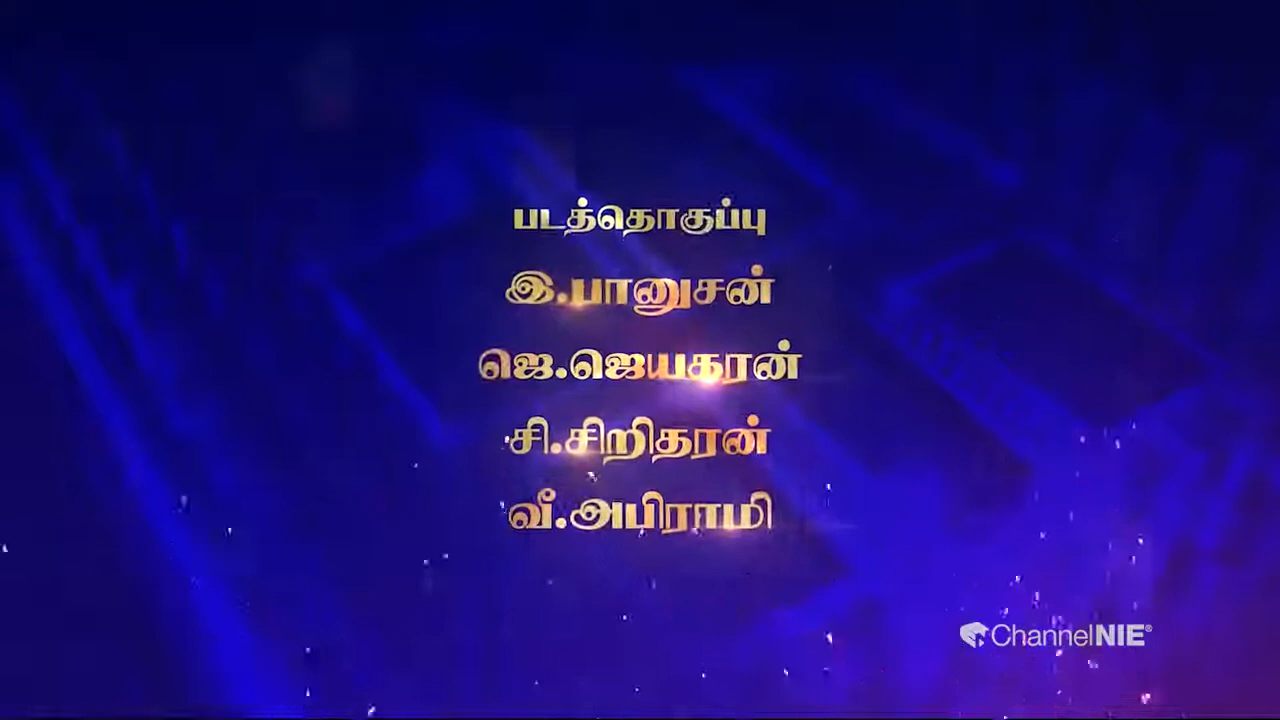 படத்தொகுப்பு
இ.பானுசன்
ஜெ.ஜெயகரன்
சி.சிறிதரன்
வீ.அபிராமி
ChannelNIE®